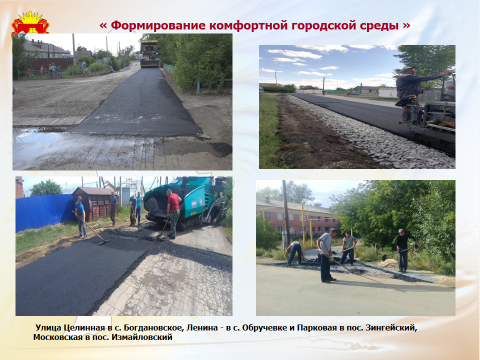 « Формирование комфортной городской среды »
Улица Целинная в с. Богдановское, Ленина - в с. Обручевке и Парковая в пос. Зингейский,
Московская в пос. Измайловский